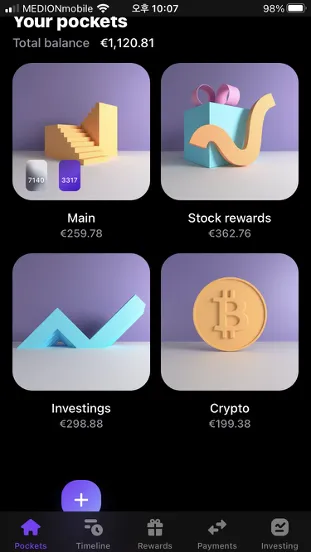 MEDIONmobile 오후 10:07 98%
Your pockets
Total balance €1,120.81
7149 3317
Main
€259.78
Stock rewards
€362.76
Investings
€298.88
Crypto
€199.38
Pockets Timeline Rewards Payments Investing